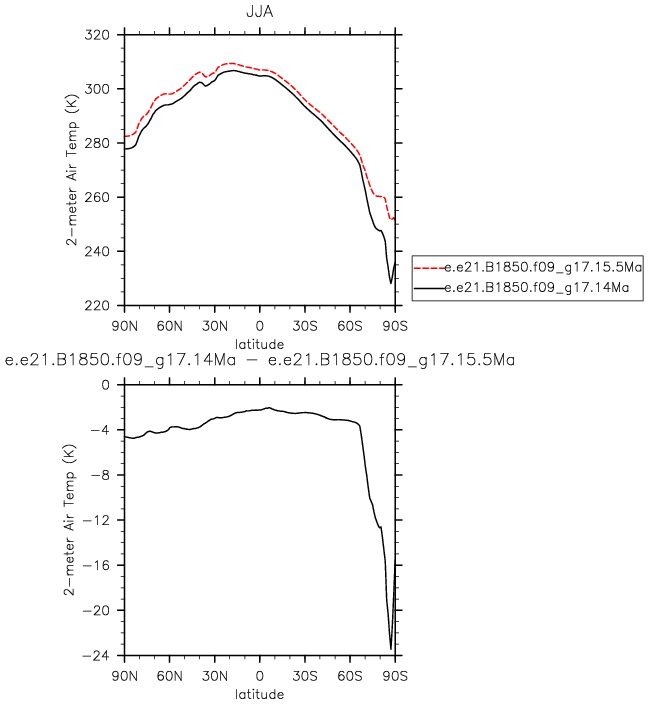 JJA
320
300
280
260
240
220
2-meter Air Temp (K)
90N 60N 30N 0 30S 60S 90S
latitude
e.e21.B1850.f09_g17.15.5Ma
e.e21.B1850.f09_g17.14Ma
e.e21.B1850.f09_g17.14Ma - e.e21.B1850.f09_g17.15.5Ma
0
-4
-8
-12
-16
-20
-24
2-meter Air Temp (K)
90N 60N 30N 0 30S 60S 90S
latitude